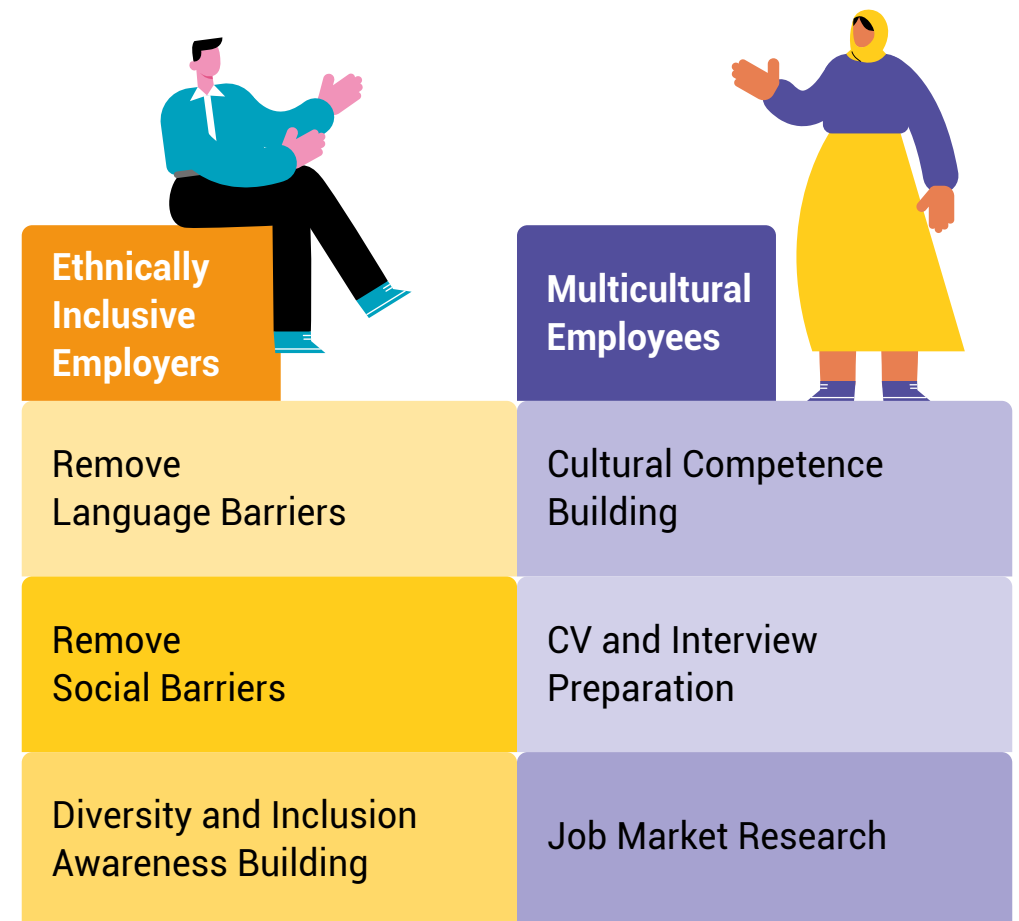 Ethnically
Inclusive
Employers
Multicultural
Employees
Remove
Language Barriers
Cultural Competence
Building
Remove
Social Barriers
CV and Interview
Preparation
Diversity and Inclusion
Awareness Building
Job Market Research